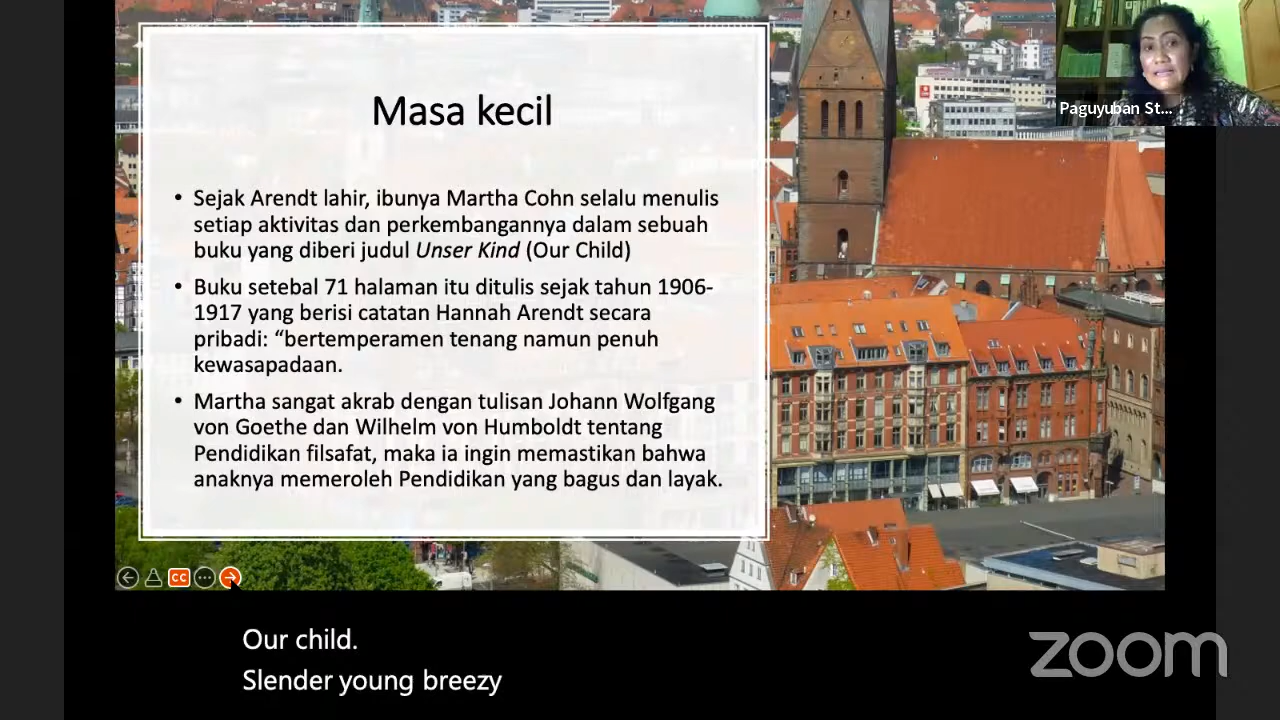 Masa kecil
• Sejak Arendt lahir, ibunya Martha Cohn selalu menulis
setiap aktivitas dan perkembangannya dalam sebuah
buku yang diberi judul Unser Kind (Our Child)
• Buku setebal 71 halaman itu ditulis sejak tahun 1906-
1917 yang berisi catatan Hannah Arendt secara
pribadi: “bertemperamen tenang namun penuh
kewasapadaan.
• Martha sangat akrab dengan tulisan Johann Wolfgang
von Goethe dan Wilhelm von Humboldt tentang
Pendidikan filsafat, maka ia ingin memastikan bahwa
anaknya memeroleh Pendidikan yang bagus dan layak.
Paguyuban St...
CC
Our child.
Slender young breezy
zoom